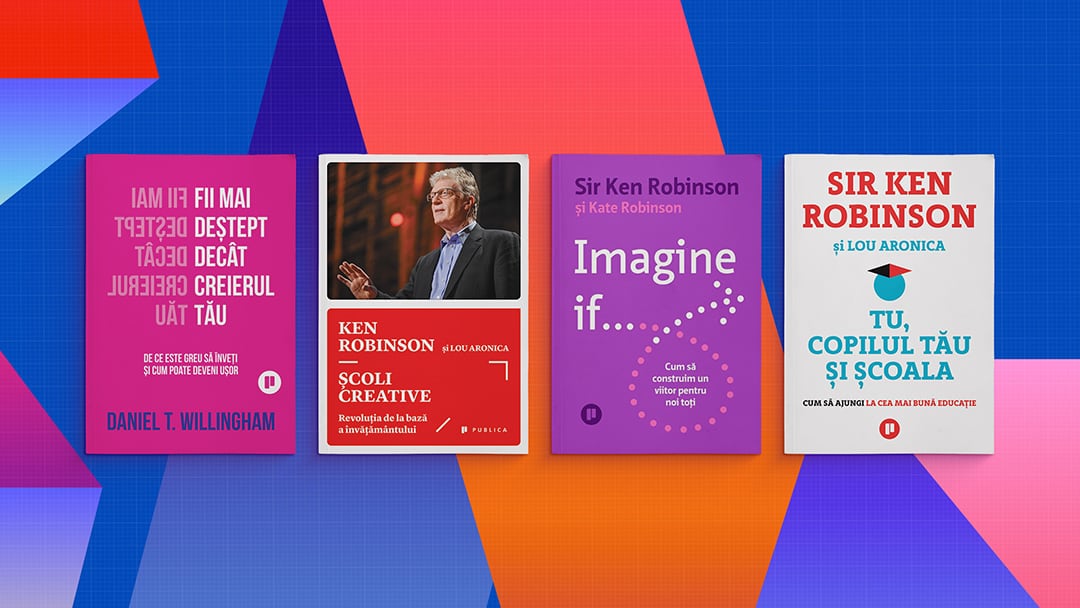 FII MAI FII MAI
DEȘTEPT DEȘTEPT
DECÂT DECÂT
CREIERUL CREIERUL
TĂU TĂU
DE CE ESTE GREU SĂ ÎNVEȚI
ȘI CUM POATE DEVENI UȘOR
DANIEL T. WILLINGHAM
KEN
ROBINSON și LOU ARONICA
ȘCOLI
CREATIVE
Revoluția de la bază
a învățământului
PUBLICA
Sir Ken Robinson
și Kate Robinson
Imagine
if...
Cum să
construim un
viitor pentru
noi toți
SIR KEN
ROBINSON
și LOU ARONICA
TU,
COPILUL TĂU
ȘI ȘCOALA
CUM SĂ AJUNGI LA CEA MAI BUNĂ EDUCAȚIE